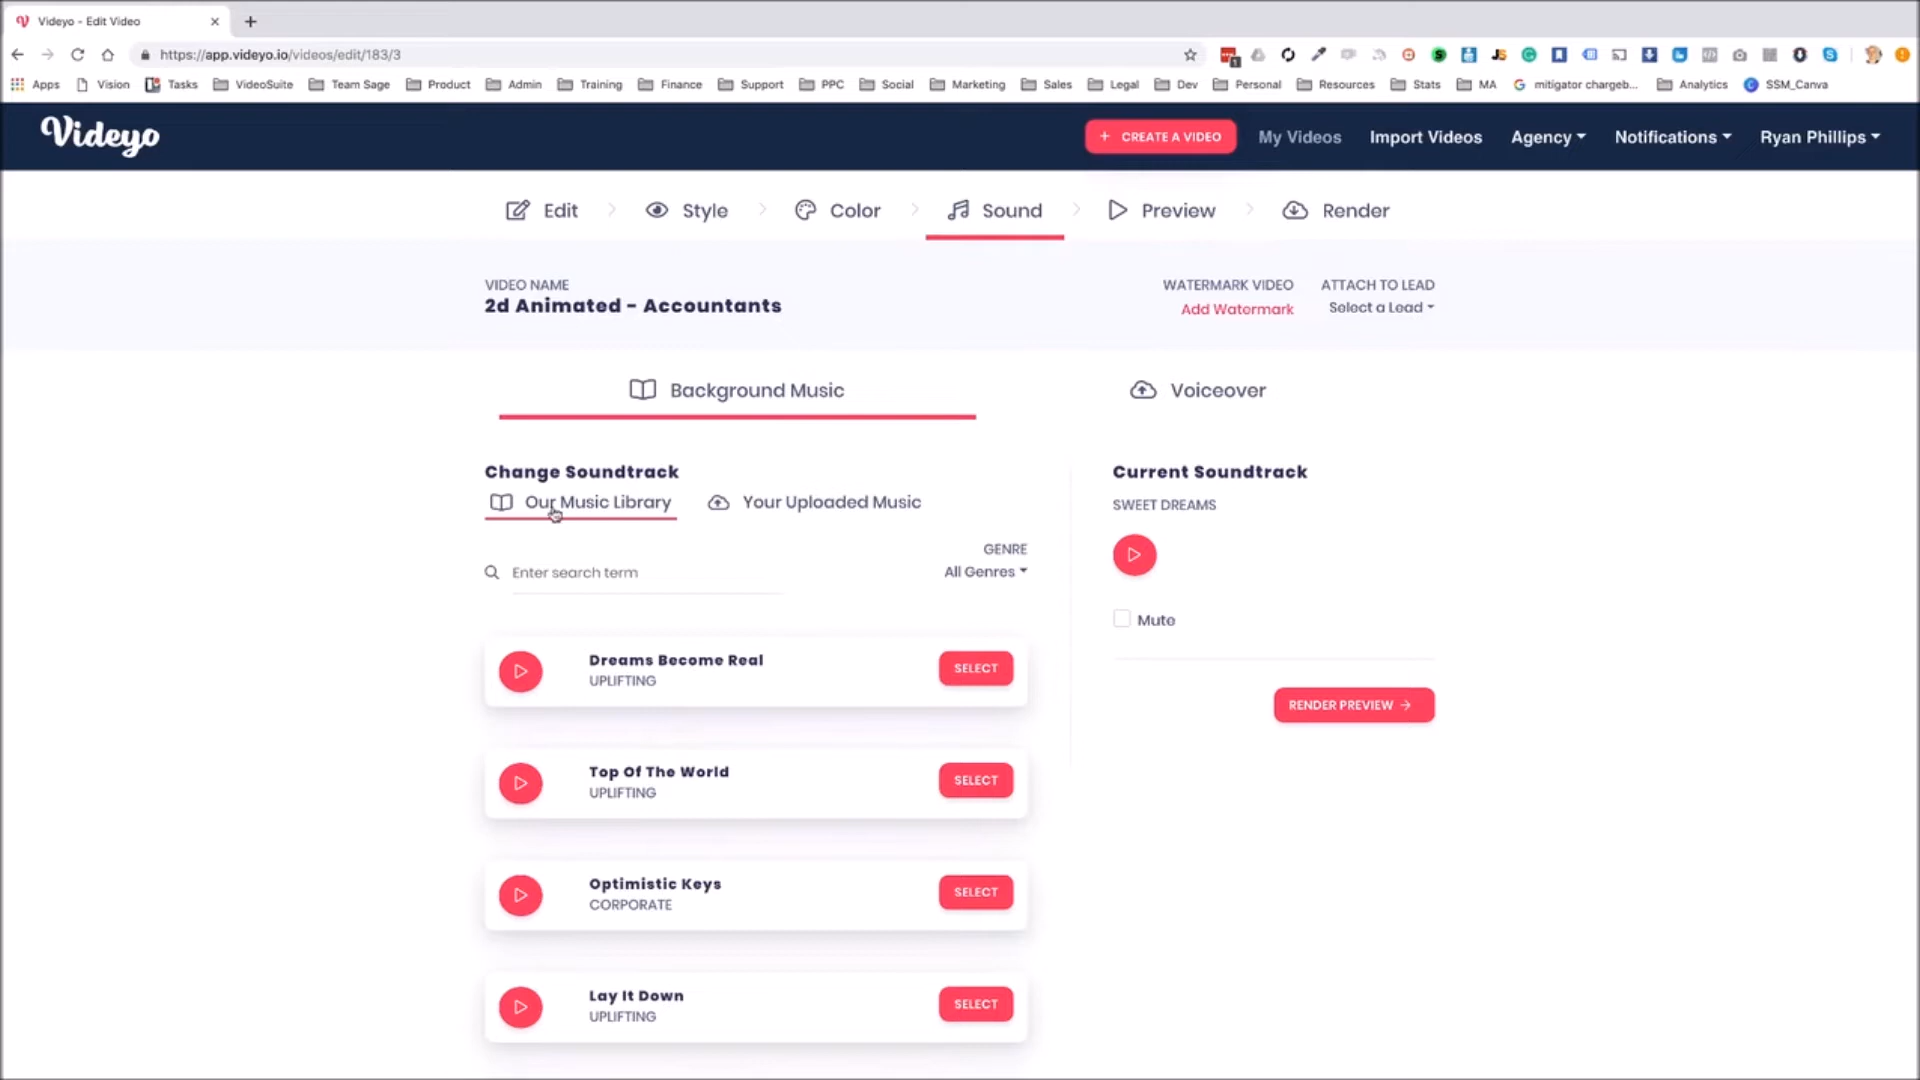 Videyo - Edit Video
https://app.videyo.io/videos/edit/183/3
Apps Vision Tasks VideoSuite Team Sage Product Admin Training Finance Support PPC Social Marketing Sales Legal Dev Personal Resources Stats MA mitigator chargeb... Analytics SSM_Canva
Videyo
+ CREATE A VIDEO My Videos Import Videos Agency Notifications Ryan Phillips
Edit Style Color Sound Preview Render
VIDEO NAME WATERMARK VIDEO ATTACH TO LEAD
2d Animated - Accountants Add Watermark Select a Lead
Background Music Voiceover
Change Soundtrack Current Soundtrack
Our Music Library Your Uploaded Music SWEET DREAMS
GENRE
Enter search term All Genres
Mute
Dreams Become Real SELECT
UPLIFTING
RENDER PREVIEW
Top Of The World SELECT
UPLIFTING
Optimistic Keys SELECT
CORPORATE
Lay It Down SELECT
UPLIFTING